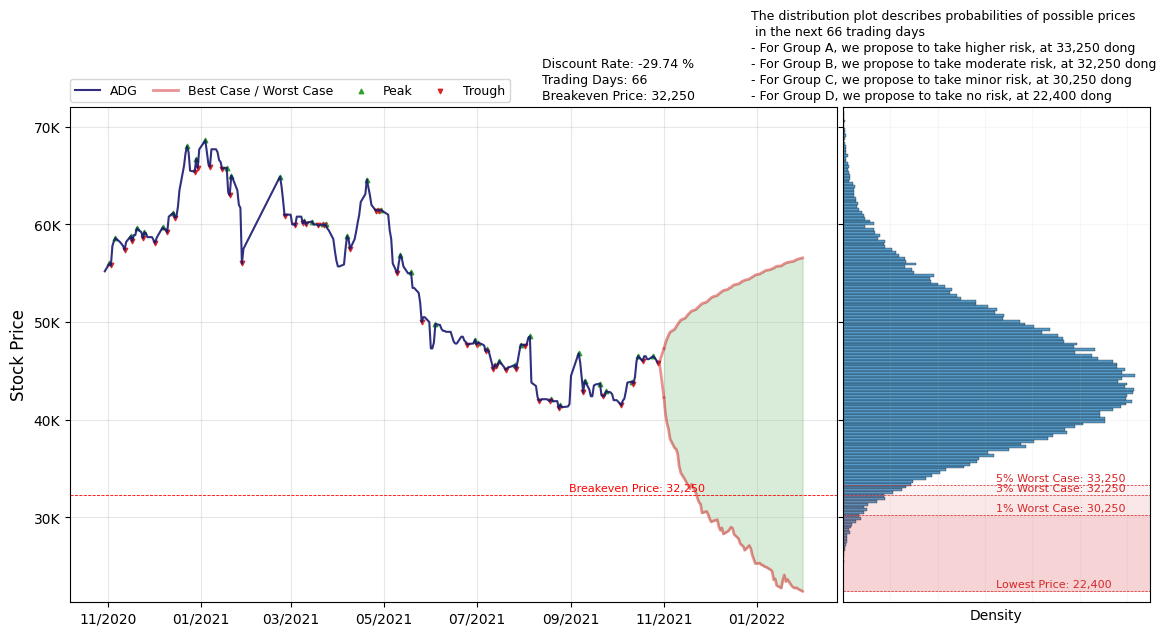 The distribution plot describes probabilities of possible prices
in the next 66 trading days
- For Group A, we propose to take higher risk, at 33,250 dong
- For Group B, we propose to take moderate risk, at 32,250 dong
- For Group C, we propose to take minor risk, at 30,250 dong
- For Group D, we propose to take no risk, at 22,400 dong
Discount Rate: -29.74 %
Trading Days: 66
Breakeven Price: 32,250
ADG
Best Case / Worst Case
Peak
Trough
Stock Price
70K
60K
50K
40K
30K
Breakeven Price: 32,250
11/2020
01/2021
03/2021
05/2021
07/2021
09/2021
11/2021
01/2022
5% Worst Case: 33,250
3% Worst Case: 32,250
1% Worst Case: 30,250
Lowest Price: 22,400
Density